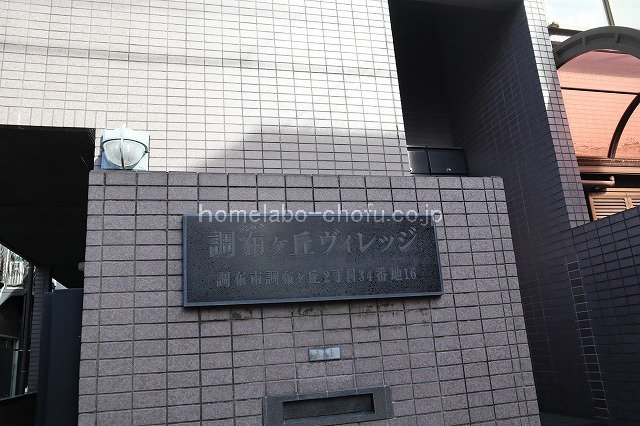 homelabo-chofu.co.jp
調布ヶ丘ヴィレッジ
調布市調布ヶ丘2丁目34番地16